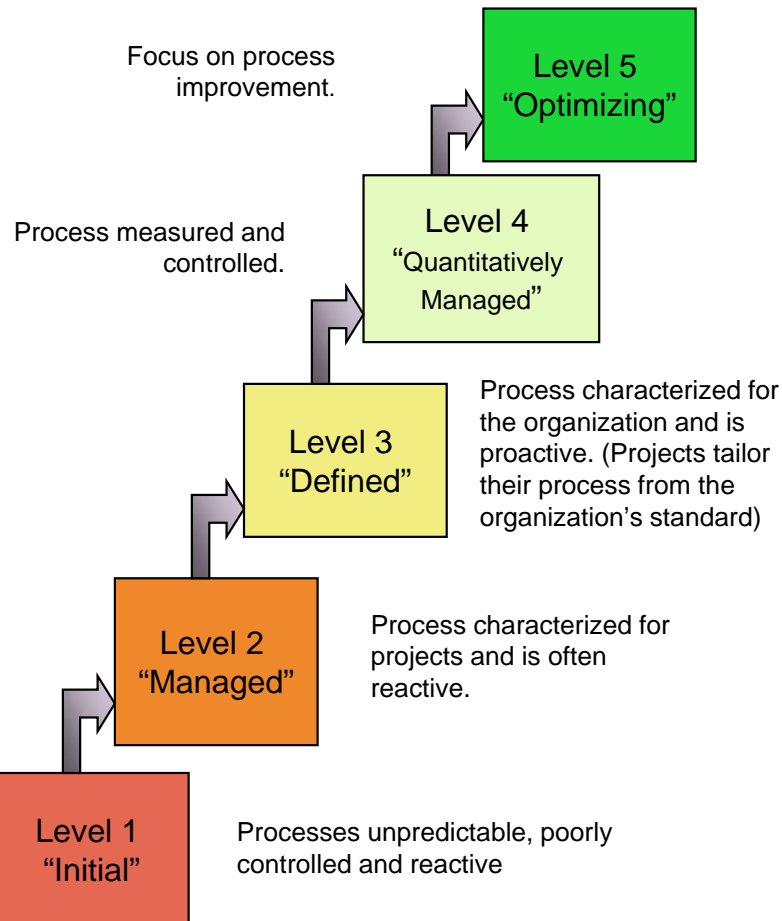 Focus on process
improvement.
Level 5
“Optimizing”
Process measured and
controlled.
Level 4
“Quantitatively
Managed”
Level 3
“Defined”
Process characterized for
the organization and is
proactive. (Projects tailor
their process from the
organization’s standard)
Level 2
“Managed”
Process characterized for
projects and is often
reactive.
Level 1
“Initial”
Processes unpredictable, poorly
controlled and reactive